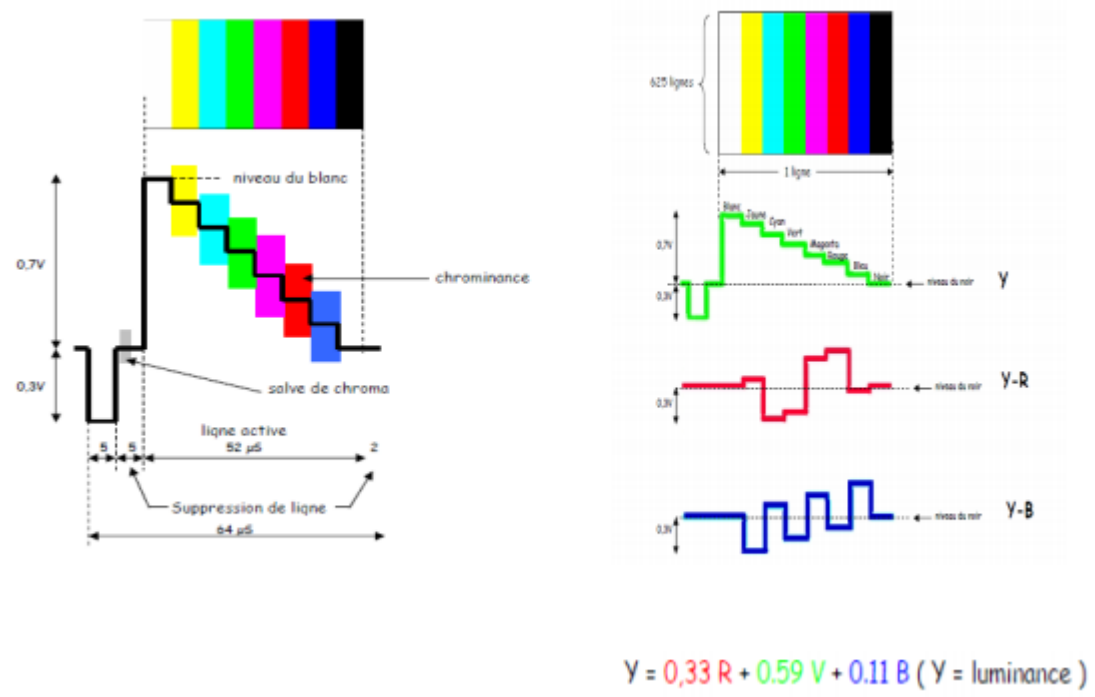 niveau du blanc
0,7V
chrominance
0,3V
salve de chroma
ligne active
5
5
52 µS
2
Suppression de ligne
64 µS
625 lignes
1 ligne
Blanc
Jaune
Cyan
Vert
Magenta
Rouge
Bleu
Noir
0,7V
0,3V
niveau du noir
Y
0,3V
niveau du noir
Y-R
0,3V
niveau du noir
Y-B
Y = 0,33 R + 0.59 V + 0.11 B ( Y = luminance )